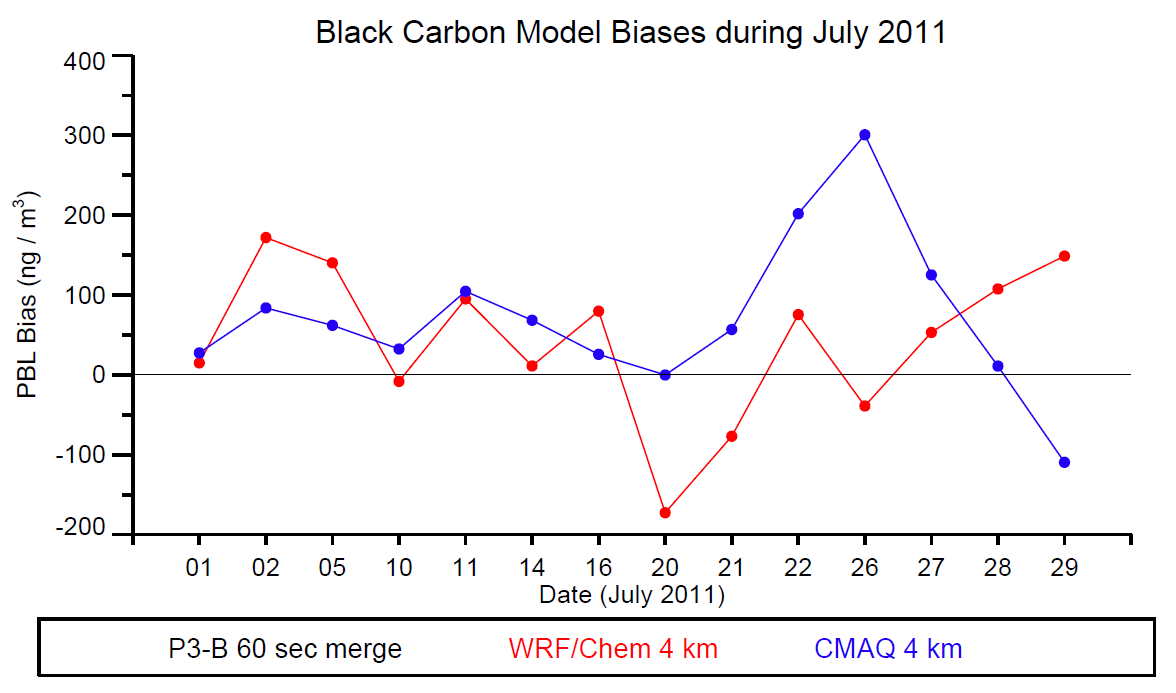 Black Carbon Model Biases during July 2011
400
300
200
100
0
-100
-200
PBL Bias (ng / m³)
01 02 05 10 11 14 16 20 21 22 26 27 28 29
Date (July 2011)
P3-B 60 sec merge WRF/Chem 4 km CMAQ 4 km